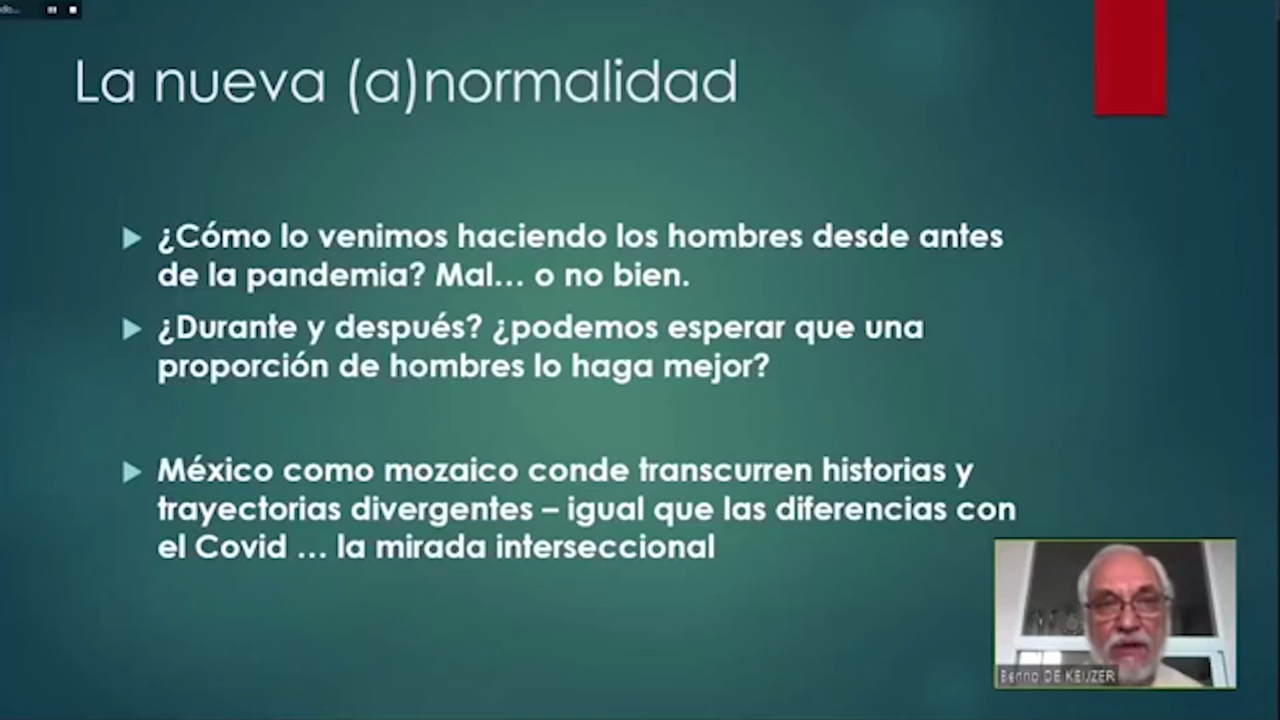 La nueva (a)normalidad
¿Cómo lo venimos haciendo los hombres desde antes
de la pandemia? Mal... o no bien.
¿Durante y después? ¿podemos esperar que una
proporción de hombres lo haga mejor?
México como mozaico conde transcurren historias y
trayectorias divergentes – igual que las diferencias con
el Covid ... la mirada interseccional
Benno DE KEIJZER